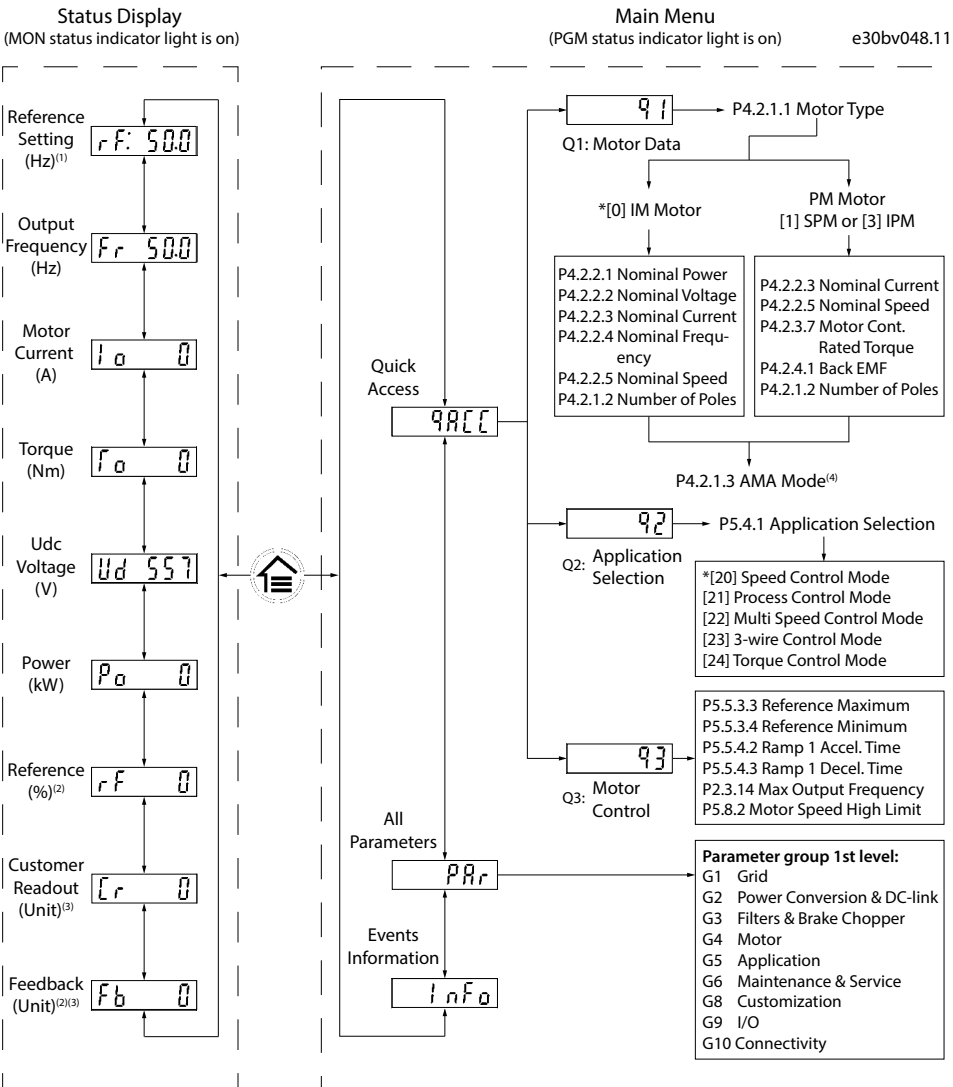 Status Display
(MON status indicator light is on)
Main Menu
(PGM status indicator light is on)
e30bv048.11
Reference
Setting
(Hz)(1)
rF: 50.0
Output
Frequency
(Hz)
Fr 50.0
Motor
Current
(A)
Io 0
Torque
(Nm)
To 0
Udc
Voltage
(V)
Ud 557
Power
(kW)
Po 0
Reference
(%)(2)
rF 0
Customer
Readout
(Unit)(3)
Cr 0
Feedback
(Unit)(2)(3)
Fb 0
Quick
Access
qACC
All
Parameters
PAr
Events
Information
InFo
q1
Q1: Motor Data
P4.2.1.1 Motor Type
*[0] IM Motor
PM Motor
[1] SPM or [3] IPM
P4.2.2.1 Nominal Power
P4.2.2.2 Nominal Voltage
P4.2.2.3 Nominal Current
P4.2.2.4 Nominal Frequ-
ency
P4.2.2.5 Nominal Speed
P4.2.1.2 Number of Poles
P4.2.2.3 Nominal Current
P4.2.2.5 Nominal Speed
P4.2.3.7 Motor Cont.
Rated Torque
P4.2.4.1 Back EMF
P4.2.1.2 Number of Poles
P4.2.1.3 AMA Mode(4)
q2
Q2: Application
Selection
P5.4.1 Application Selection
*[20] Speed Control Mode
[21] Process Control Mode
[22] Multi Speed Control Mode
[23] 3-wire Control Mode
[24] Torque Control Mode
q3
Q3: Motor
Control
P5.5.3.3 Reference Maximum
P5.5.3.4 Reference Minimum
P5.5.4.2 Ramp 1 Accel. Time
P5.5.4.3 Ramp 1 Decel. Time
P2.3.14 Max Output Frequency
P5.8.2 Motor Speed High Limit
Parameter group 1st level:
G1 Grid
G2 Power Conversion & DC-link
G3 Filters & Brake Chopper
G4 Motor
G5 Application
G6 Maintenance & Service
G8 Customization
G9 I/O
G10 Connectivity